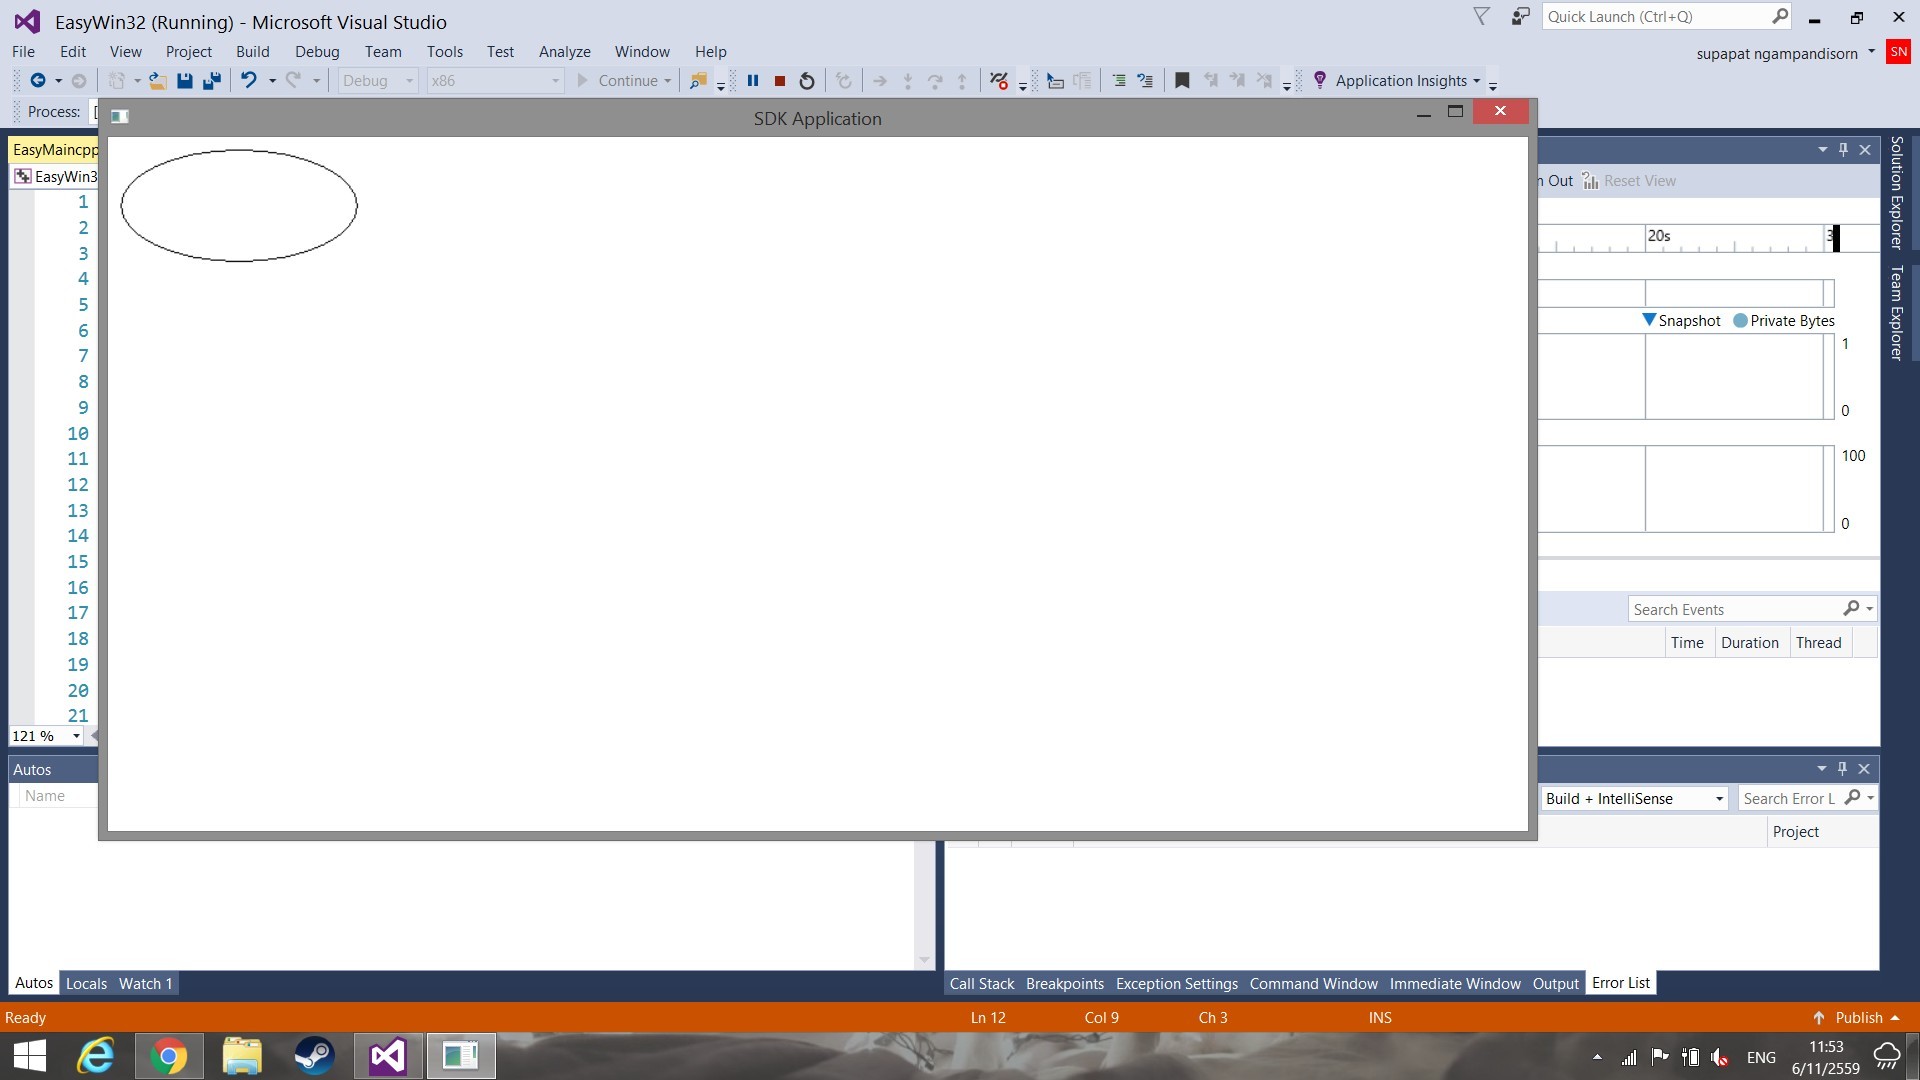 EasyWin32 (Running) - Microsoft Visual Studio
Quick Launch (Ctrl+Q)
File Edit View Project Build Debug Team Tools Test Analyze Window Help
supapat ngampandisorn SN
Debug x86 Continue Application Insights
Process:
SDK Application
EasyMaincpp
EasyWin3
Out Reset View
Solution Explorer
Team Explorer
20s
Snapshot Private Bytes
1
0
100
0
1
2
3
4
5
6
7
8
9
10
11
12
13
14
15
16
17
18
19
20
21
121 %
Search Events
Time Duration Thread
Autos
Name
Build + IntelliSense Search Error L
Project
Autos Locals Watch 1
Call Stack Breakpoints Exception Settings Command Window Immediate Window Output Error List
Ready Ln 12 Col 9 Ch 3 INS Publish
ENG
11:53
6/11/2559